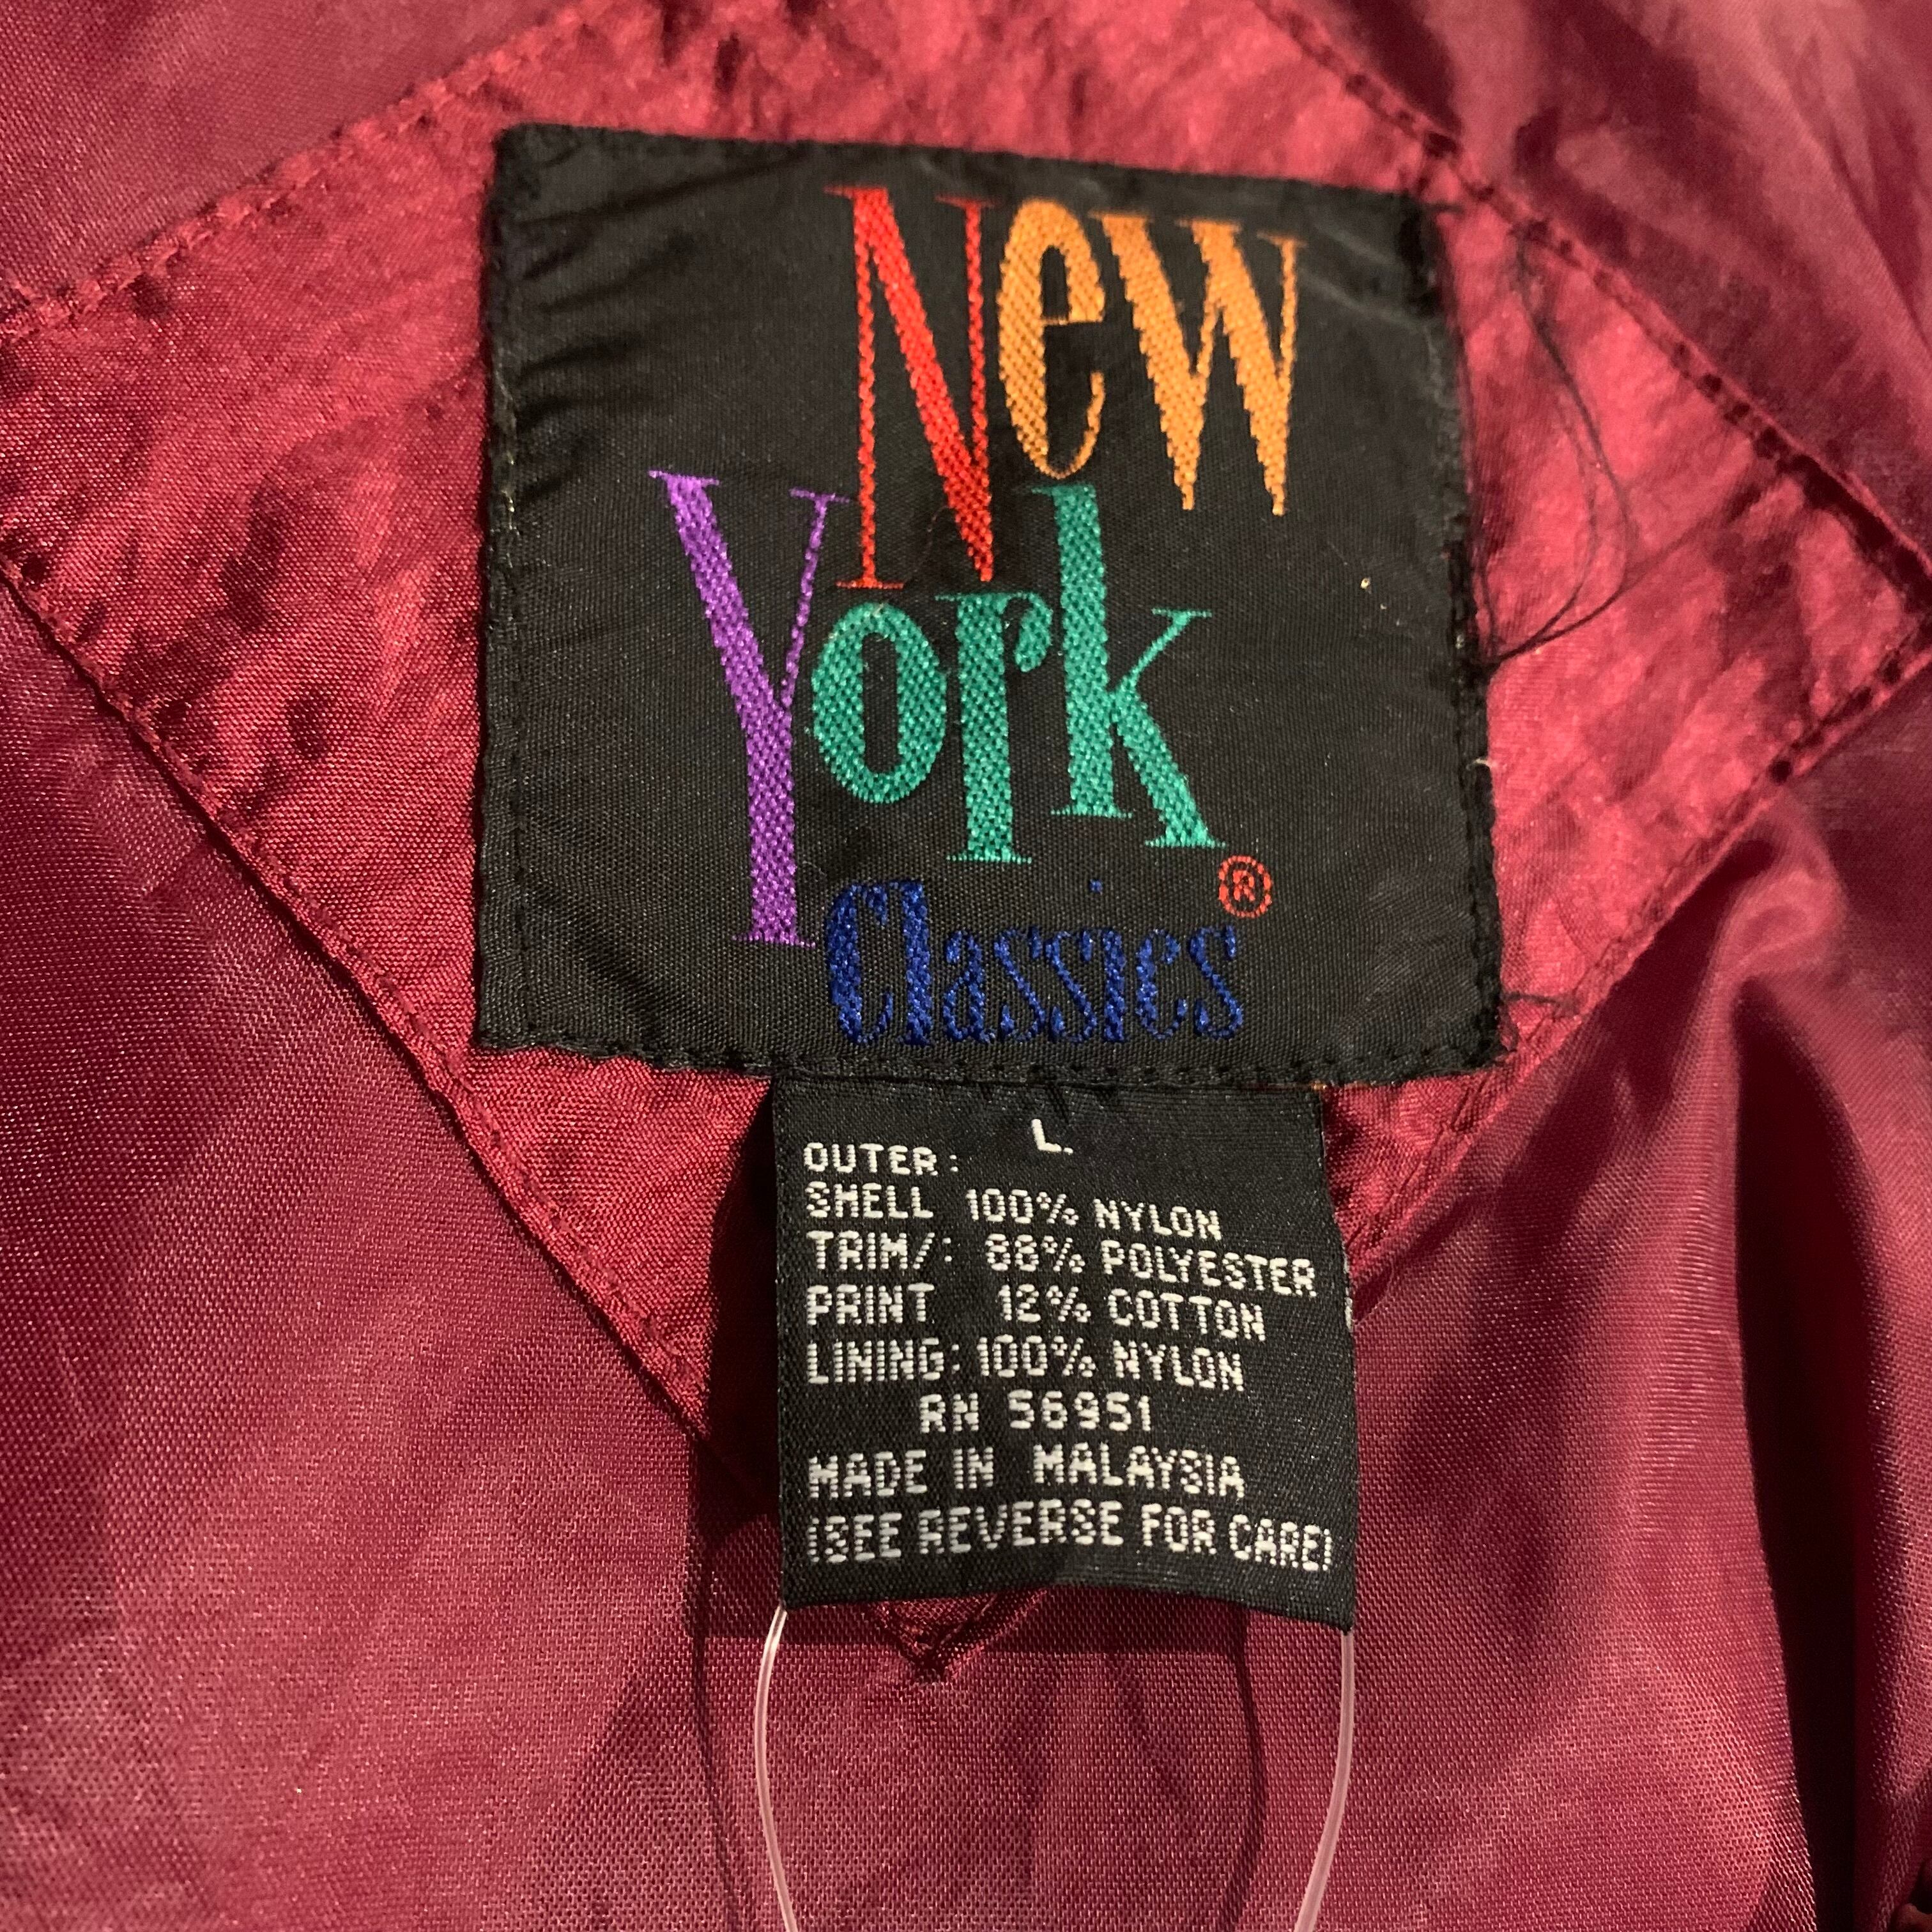 New
York
®
Classics
L.
OUTER:
SHELL 100% NYLON
TRIM/: 88% POLYESTER
PRINT 12% COTTON
LINING: 100% NYLON
RN 56951
MADE IN MALAYSIA
(SEE REVERSE FOR CARE)